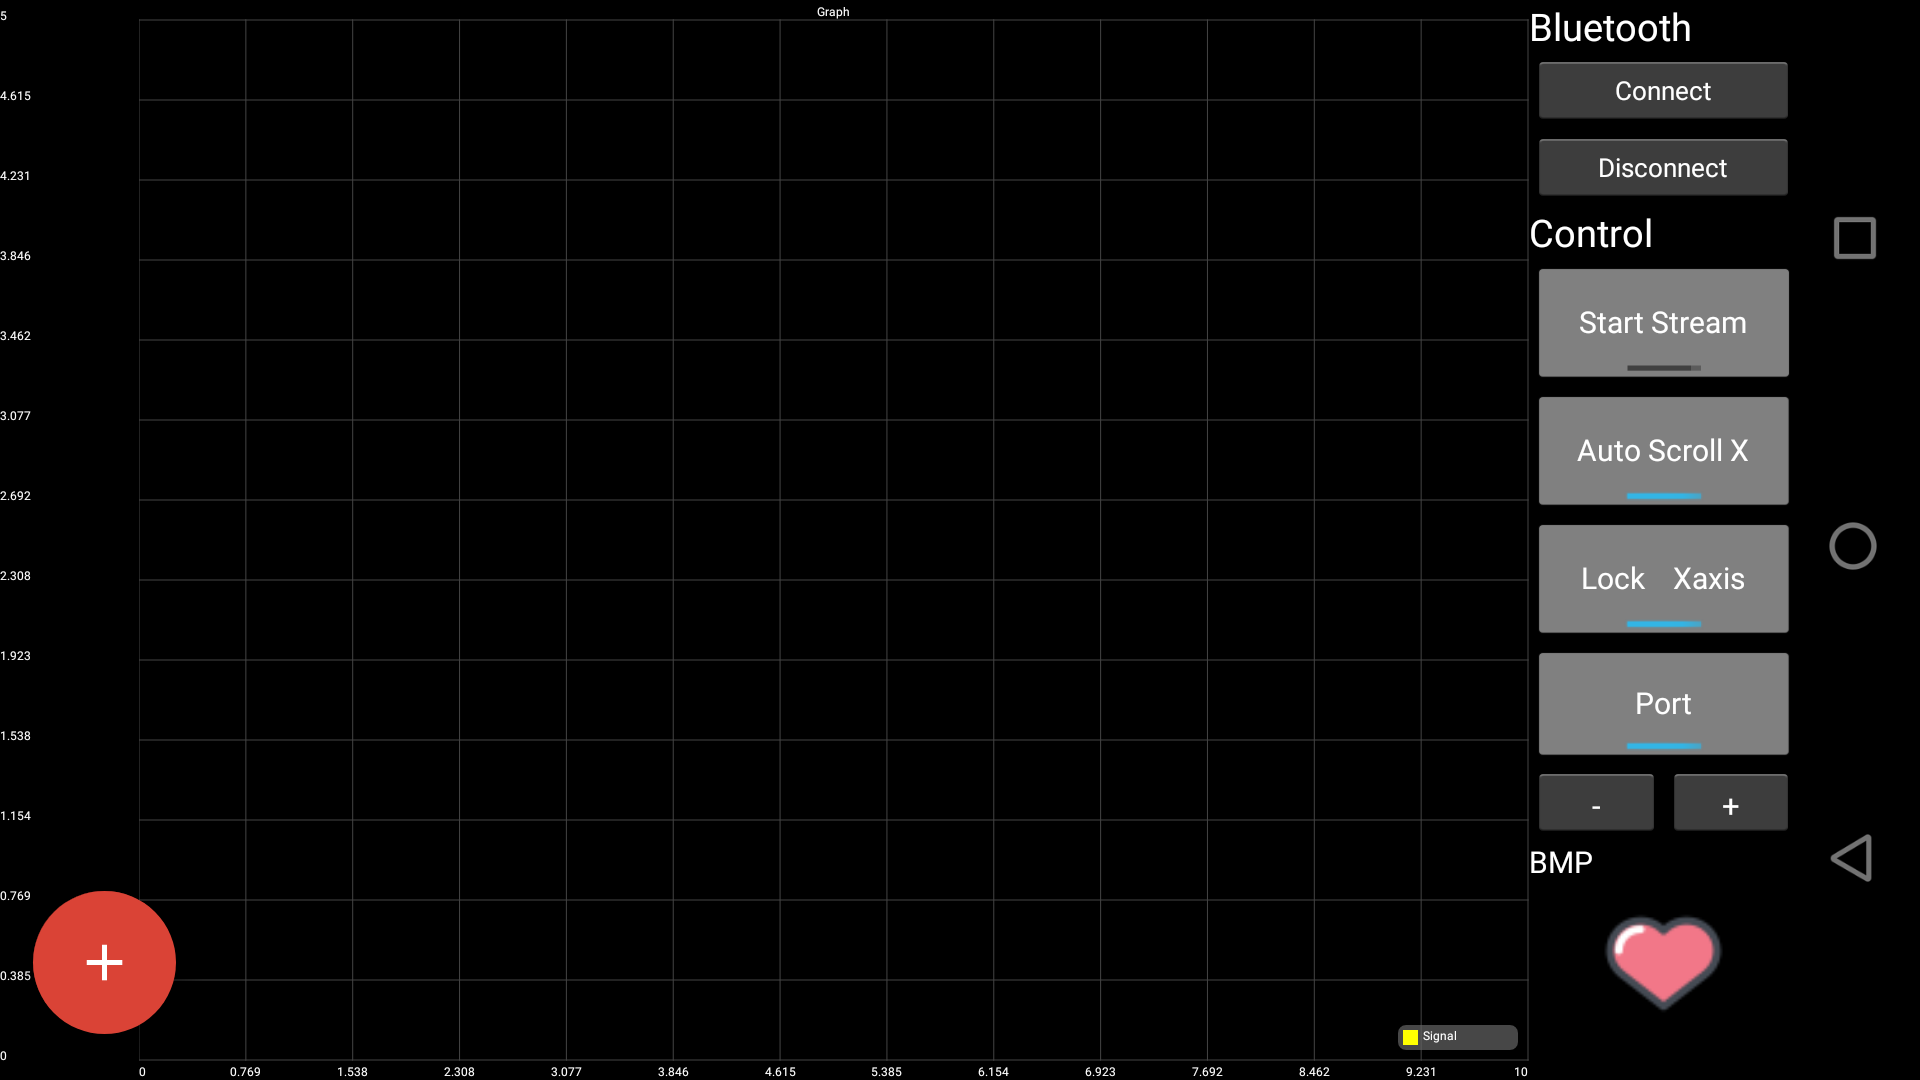 Graph
5
4.615
4.231
3.846
3.462
3.077
2.692
2.308
1.923
1.538
1.154
0.769
0.385
0
0 0.769 1.538 2.308 3.077 3.846 4.615 5.385 6.154 6.923 7.692 8.462 9.231 10
Signal
Bluetooth
Connect
Disconnect
Control
Start Stream
Auto Scroll X
Lock Xaxis
Port
- +
BMP
+